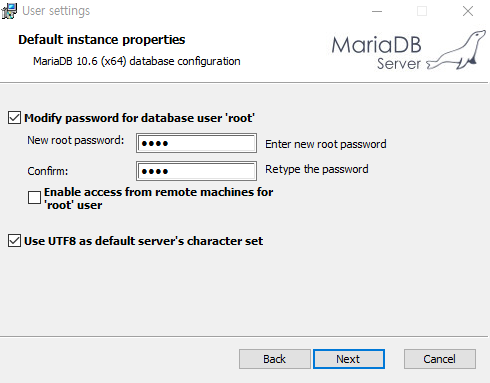 User settings
Default instance properties
MariaDB 10.6 (x64) database configuration
MariaDB
Server
Modify password for database user 'root'
New root password: ●●●● Enter new root password
Confirm: ●●●● Retype the password
Enable access from remote machines for
'root' user
Use UTF8 as default server's character set
Back Next Cancel